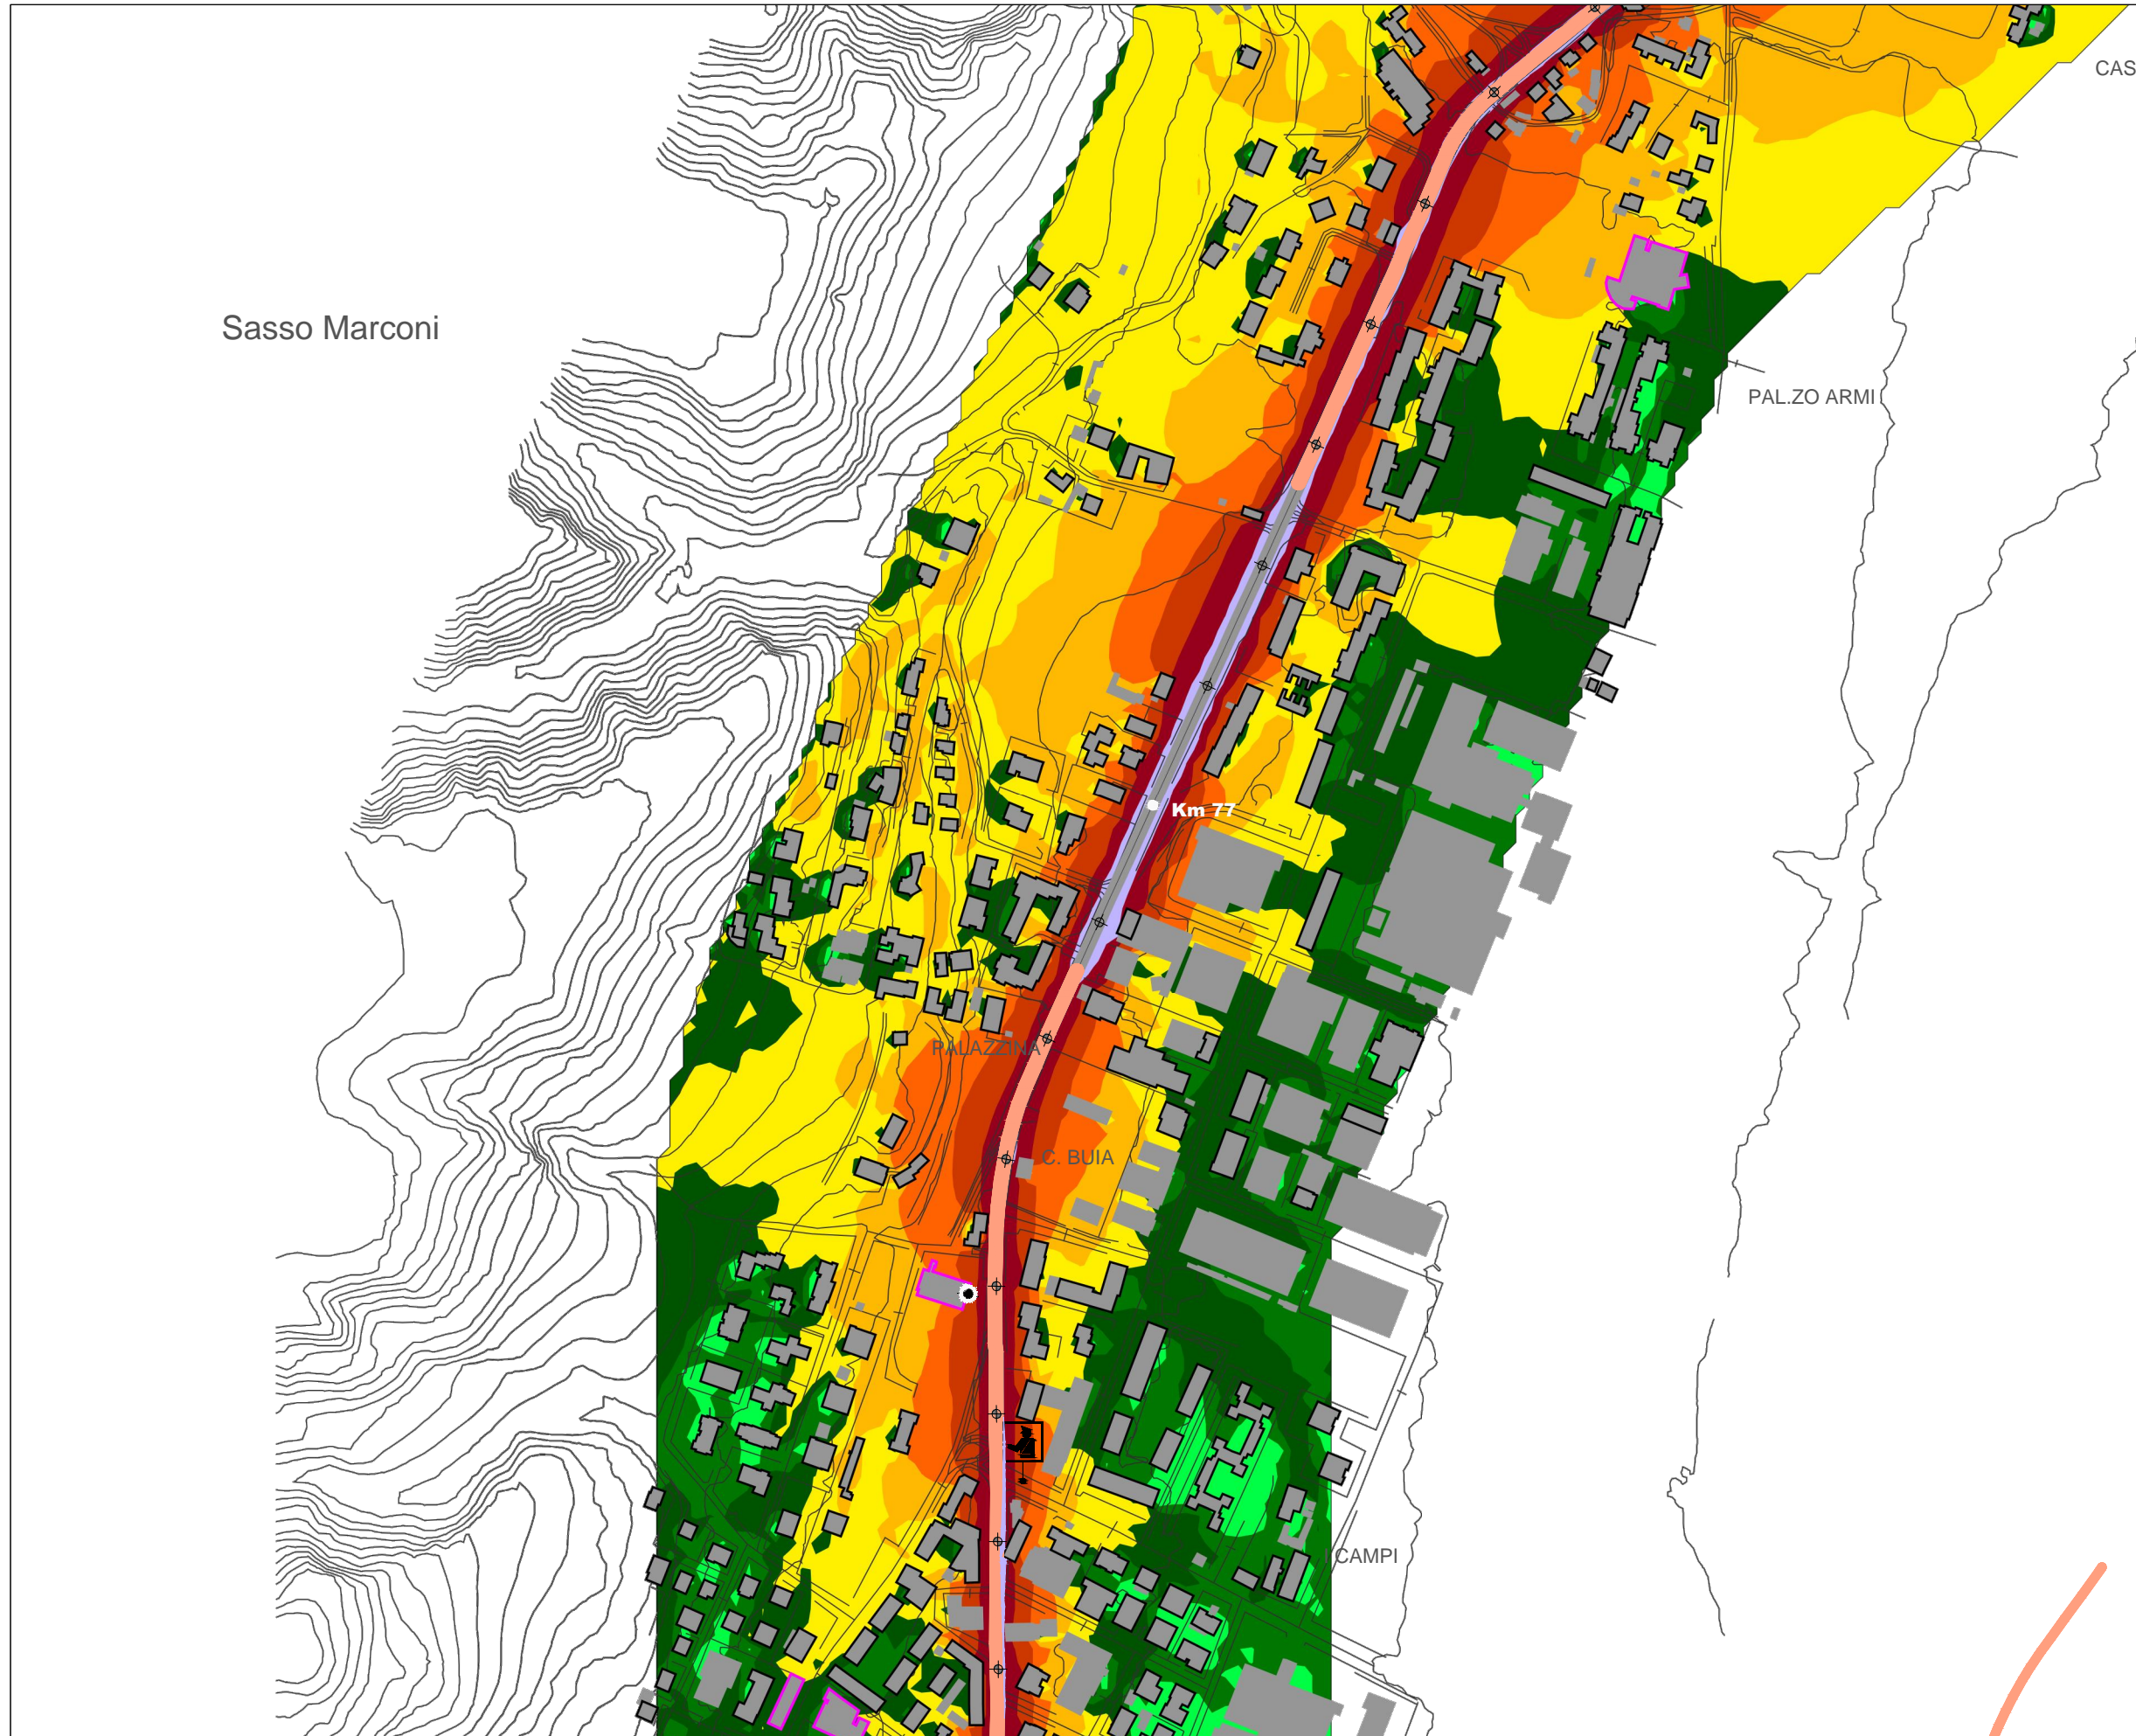 CAS
Sasso Marconi
PAL.ZO ARMI
Km 77
PALAZZINA
C. BUIA
I CAMPI